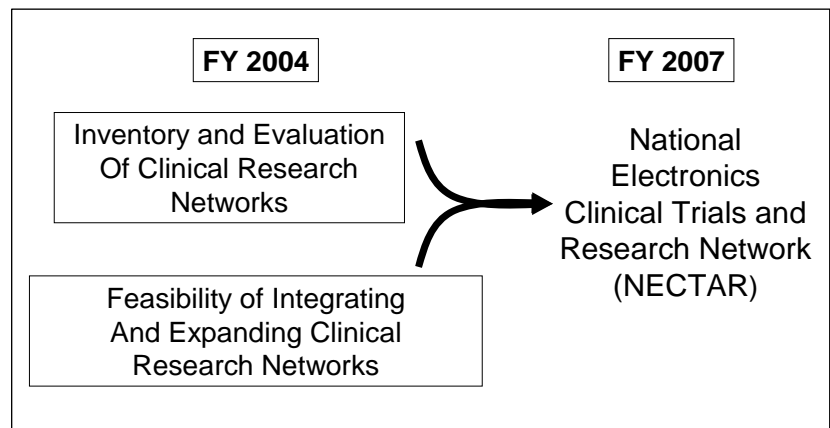 FY 2004
Inventory and Evaluation
Of Clinical Research
Networks
Feasibility of Integrating
And Expanding Clinical
Research Networks
FY 2007
National
Electronics
Clinical Trials and
Research Network
(NECTAR)